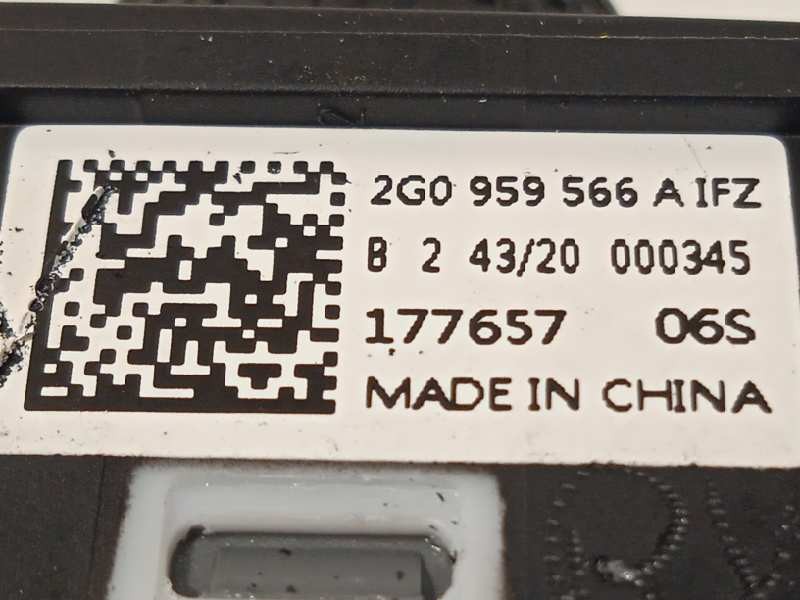 2G0 959 566 A IFZ
B 2 43/20 000345
177657 06S
MADE IN CHINA